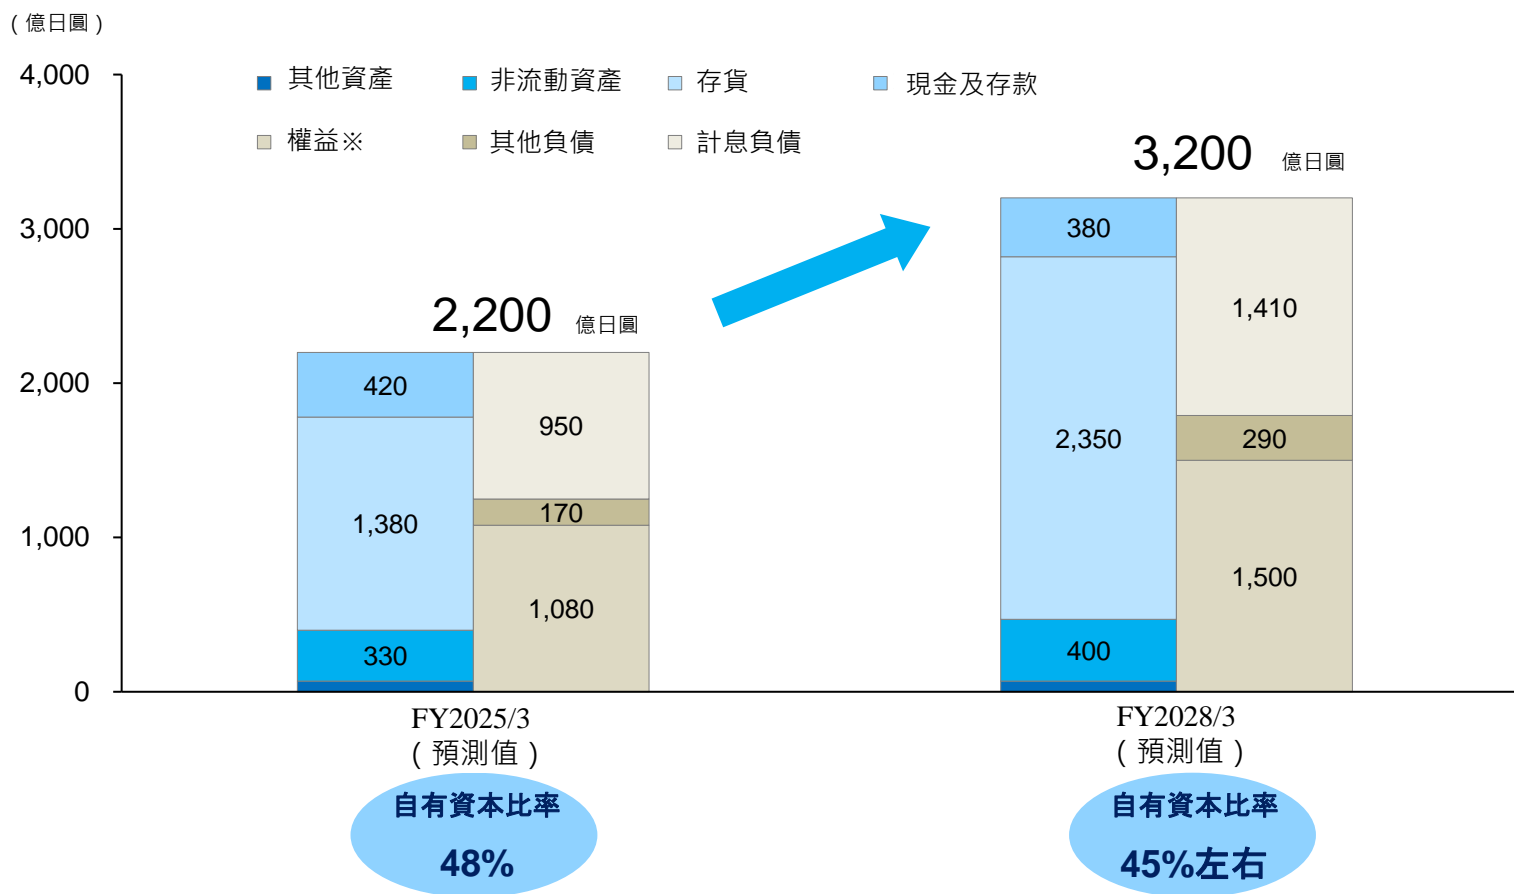 （億日圓）
4,000
3,000
2,000
1,000
0
其他資產
非流動資產
存貨
現金及存款
權益※
其他負債
計息負債
2,200 億日圓
3,200 億日圓
420
1,380
330
950
170
1,080
380
2,350
400
1,410
290
1,500
FY2025/3
（預測值）
FY2028/3
（預測值）
自有資本比率
48%
自有資本比率
45%左右